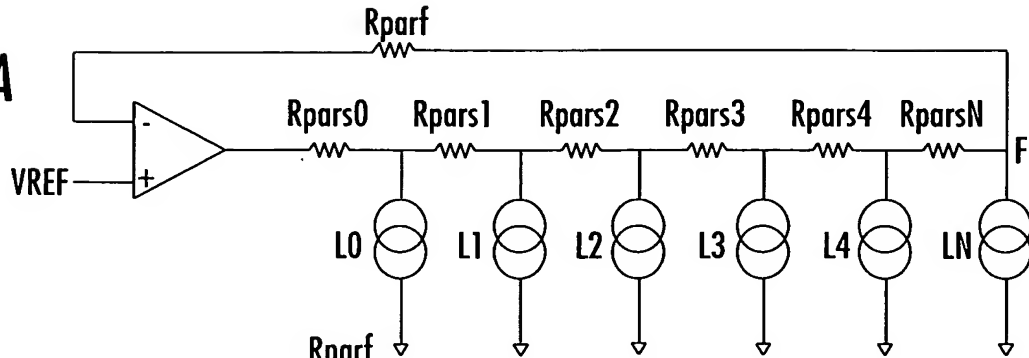 Rparf
A
-
Rpars0 Rpars1 Rpars2 Rpars3 Rpars4 RparsN
VREF + F
L0 L1 L2 L3 L4 LN
Rparf